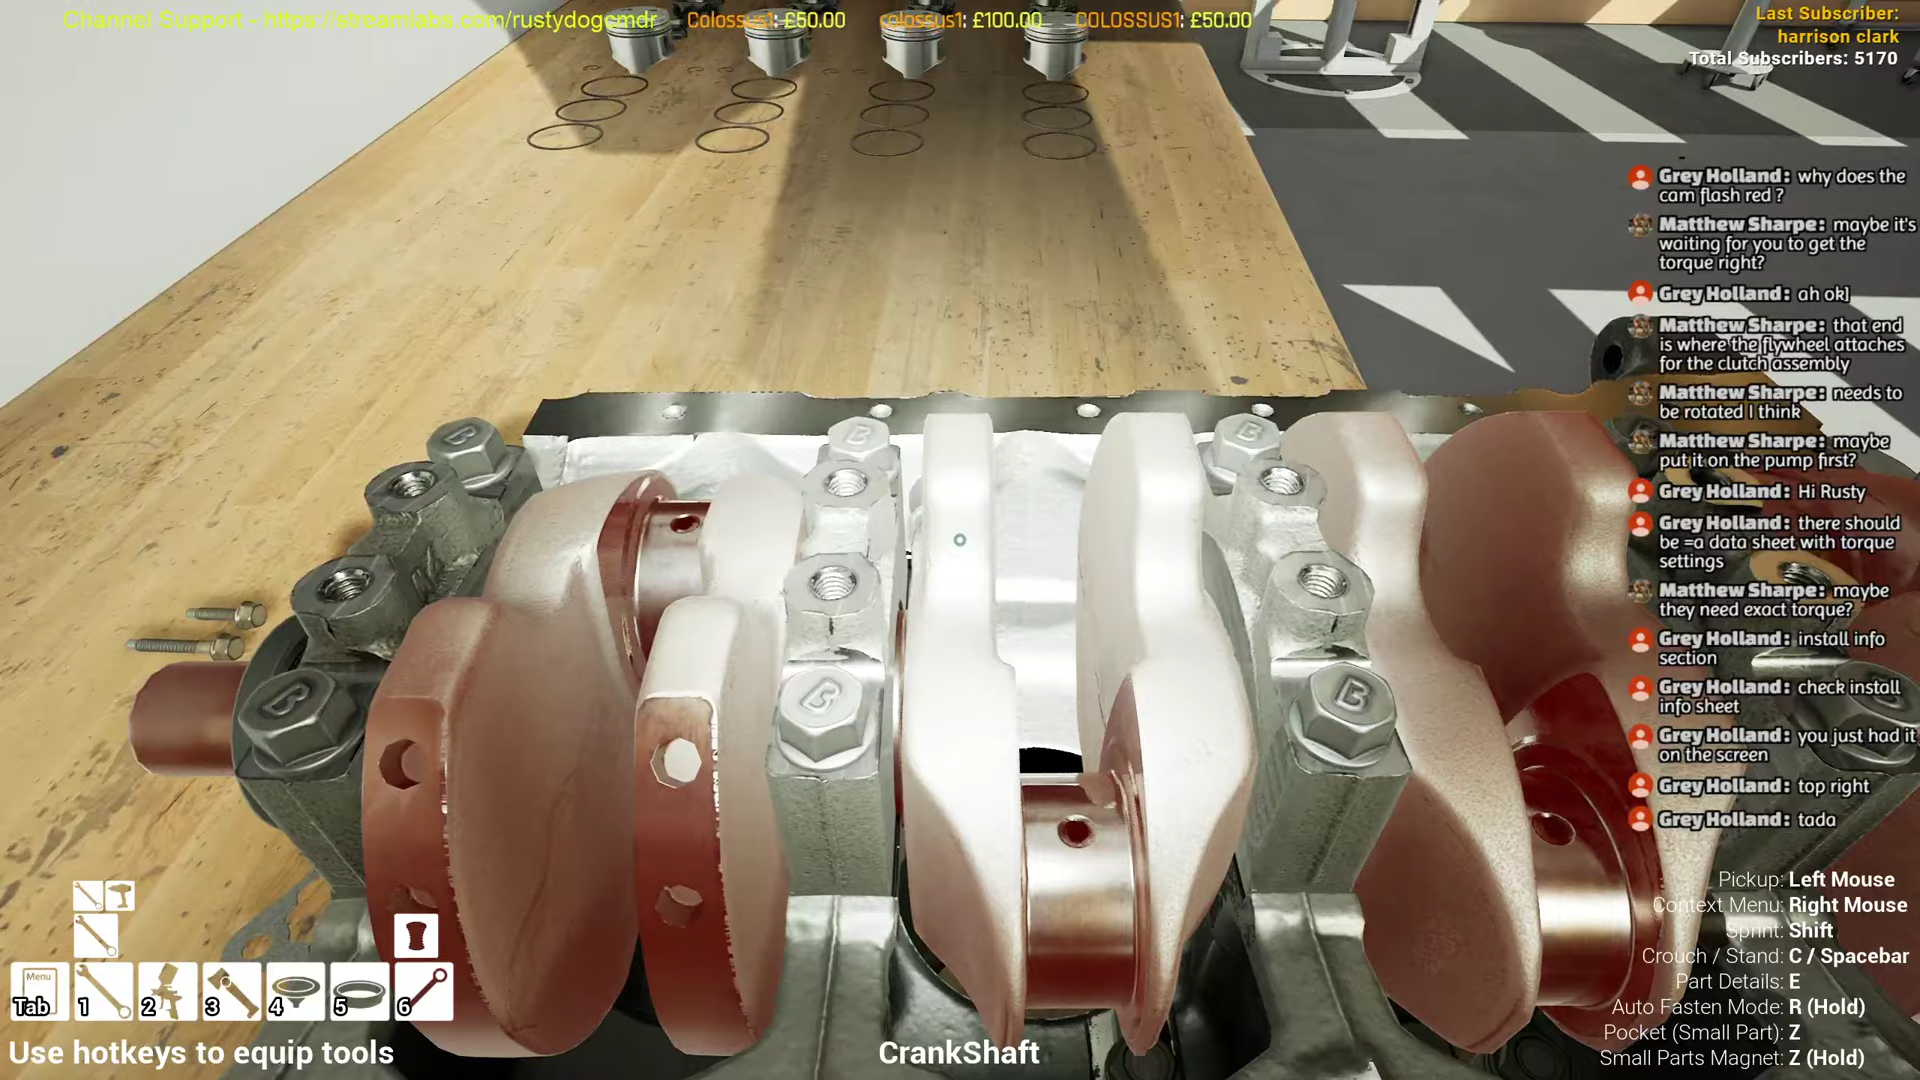 Channel Support - https://streamlabs.com/rustydogcmdr Colossus1: £50.00 colossus1: £100.00 COLOSSUS1: £50.00
Last Subscriber:
harrison clark
Total Subscribers: 5170
Grey Holland: why does the
cam flash red ?
Matthew Sharpe: maybe it's
waiting for you to get the
torque right?
Grey Holland: ah ok]
Matthew Sharpe: that end
is where the flywheel attaches
for the clutch assembly
Matthew Sharpe: needs to
be rotated I think
Matthew Sharpe: maybe
put it on the pump first?
Grey Holland: Hi Rusty
Grey Holland: there should
be =a data sheet with torque
settings
Matthew Sharpe: maybe
they need exact torque?
Grey Holland: install info
section
Grey Holland: check install
info sheet
Grey Holland: you just had it
on the screen
Grey Holland: top right
Grey Holland: tada
B
B
B
B
B
B
Pickup: Left Mouse
Context Menu: Right Mouse
Sprint: Shift
Crouch / Stand: C / Spacebar
Part Details: E
Auto Fasten Mode: R (Hold)
Pocket (Small Part): Z
Small Parts Magnet: Z (Hold)
Menu
Tab 1 2 3 4 5 6
Use hotkeys to equip tools
CrankShaft